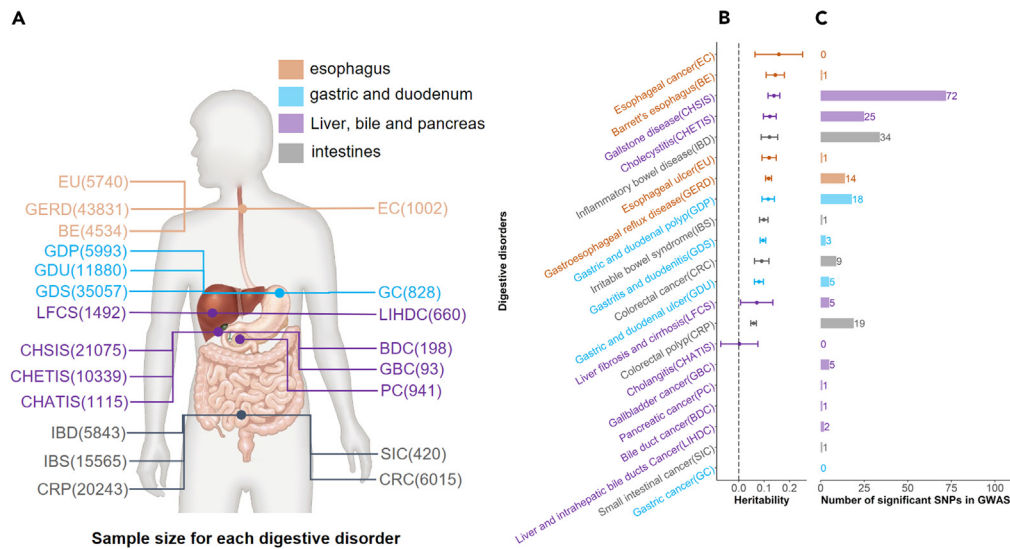 A
esophagus
gastric and duodenum
Liver, bile and pancreas
intestines
EU(5740)
GERD(43831)
BE(4534)
EC(1002)
GDP(5993)
GDU(11880)
GDS(35057)
GC(828)
LFCS(1492)
LIHDC(660)
CHSIS(21075)
CHETIS(10339)
CHATIS(1115)
BDC(198)
GBC(93)
PC(941)
IBD(5843)
IBS(15565)
CRP(20243)
SIC(420)
CRC(6015)
Sample size for each digestive disorder
B
C
Digestive disorders
Esophageal cancer(EC)
Barrett's esophagus(BE)
Gallstone disease(CHSIS)
Cholecystitis(CHETIS)
Inflammatory bowel disease(IBD)
Esophageal ulcer(EU)
Gastroesophageal reflux disease(GERD)
Gastric and duodenal polyp(GDP)
Irritable bowel syndrome(IBS)
Gastritis and duodenitis(GDS)
Colorectal cancer(CRC)
Gastric and duodenal ulcer(GDU)
Liver fibrosis and cirrhosis(LFCS)
Colorectal polyp(CRP)
Cholangitis(CHATIS)
Gallbladder cancer(GBC)
Pancreatic cancer(PC)
Bile duct cancer(BDC)
Liver and intrahepatic bile ducts Cancer(LIHDC)
Small intestinal cancer(SIC)
Gastric cancer(GC)
0.0 0.1 0.2
Heritability
0
1
72
25
34
1
14
18
1
3
9
5
5
19
0
5
1
1
2
1
0
0 50 100
Number of significant SNPs in GWAS